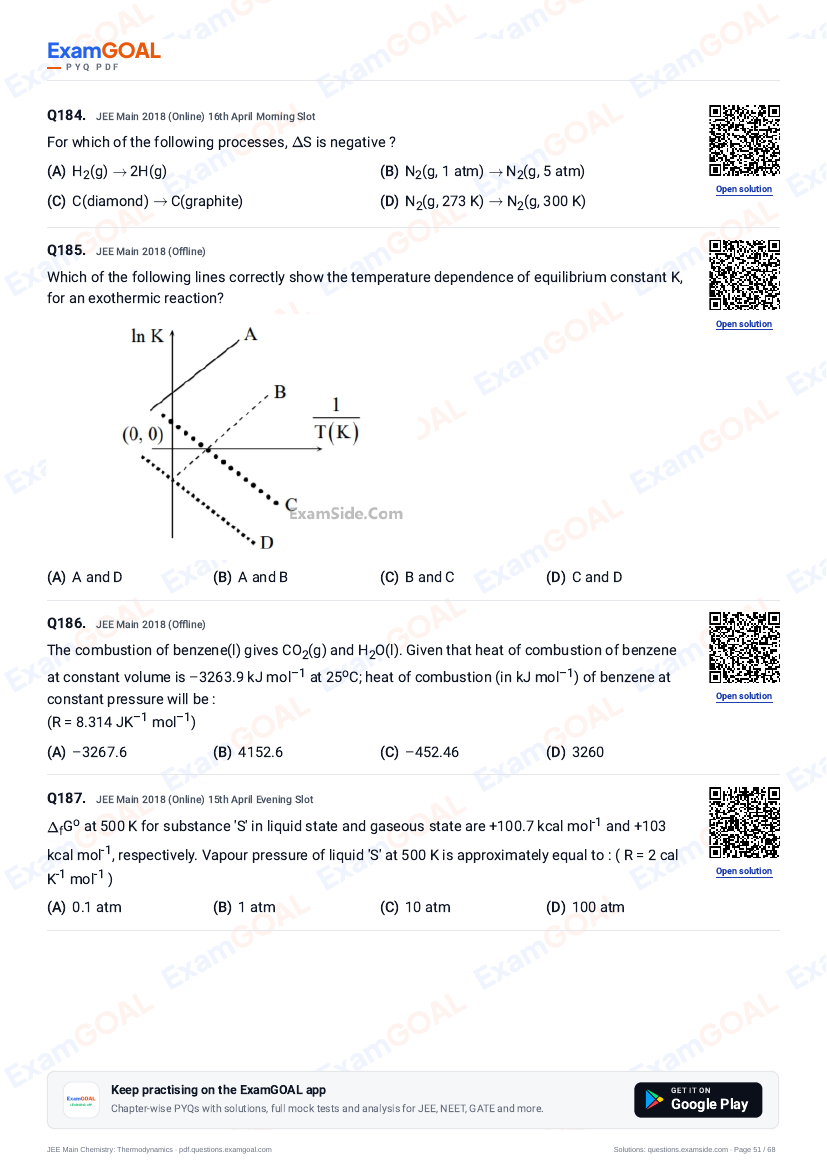 ExamGOAL
PYQ PDF
Q184. JEE Main 2018 (Online) 16th April Morning Slot
For which of the following processes, ΔS is negative ?
(A) H₂(g) → 2H(g)
(B) N₂(g, 1 atm) → N₂(g, 5 atm)
(C) C(diamond) → C(graphite)
(D) N₂(g, 273 K) → N₂(g, 300 K)
Open solution
Q185. JEE Main 2018 (Offline)
Which of the following lines correctly show the temperature dependence of equilibrium constant K,
for an exothermic reaction?
Open solution
ln K
A
B
1
T(K)
(0, 0)
C
ExamSide.Com
D
(A) A and D
(B) A and B
(C) B and C
(D) C and D
Q186. JEE Main 2018 (Offline)
The combustion of benzene(l) gives CO₂(g) and H₂O(l). Given that heat of combustion of benzene
at constant volume is −3263.9 kJ mol⁻¹ at 25°C; heat of combustion (in kJ mol⁻¹) of benzene at
constant pressure will be :
(R = 8.314 JK⁻¹ mol⁻¹)
Open solution
(A) −3267.6
(B) 4152.6
(C) −452.46
(D) 3260
Q187. JEE Main 2018 (Online) 15th April Evening Slot
ΔfG° at 500 K for substance 'S' in liquid state and gaseous state are +100.7 kcal mol⁻¹ and +103
kcal mol⁻¹, respectively. Vapour pressure of liquid 'S' at 500 K is approximately equal to : ( R = 2 cal
K⁻¹ mol⁻¹ )
Open solution
(A) 0.1 atm
(B) 1 atm
(C) 10 atm
(D) 100 atm
ExamGOAL
Keep practising on the ExamGOAL app
Chapter-wise PYQs with solutions, full mock tests and analysis for JEE, NEET, GATE and more.
GET IT ON
Google Play
JEE Main Chemistry: Thermodynamics · pdf.questions.examgoal.com
Solutions: questions.examside.com · Page 51 / 68